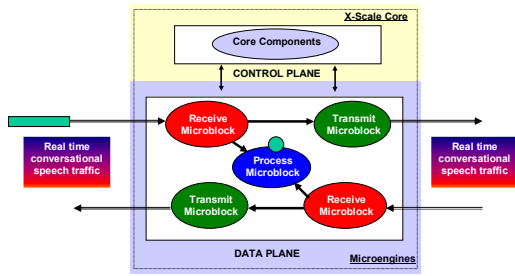 X-Scale Core
Core Components
CONTROL PLANE
Receive
Microblock
Transmit
Microblock
Real time
conversational
speech traffic
Process
Microblock
Real time
conversational
speech traffic
Transmit
Microblock
Receive
Microblock
DATA PLANE
Microengines